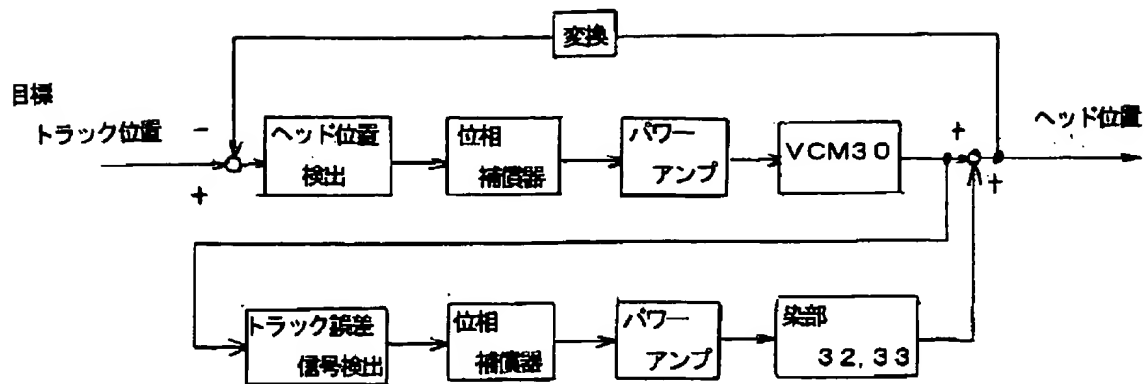 変換
目標
トラック位置
－
＋
ヘッド位置
検出
位相
補償器
パワー
アンプ
VCM30
＋
＋
ヘッド位置
トラック誤差
信号検出
位相
補償器
パワー
アンプ
染部
32,33